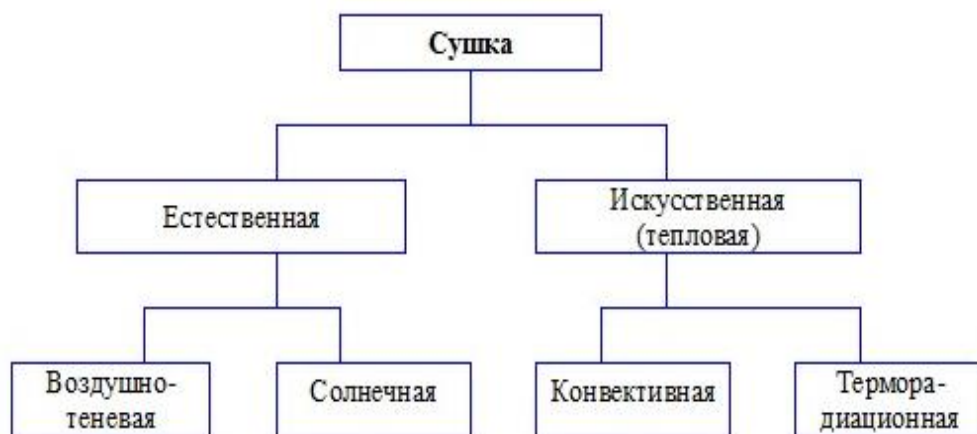 Сушка
Естественная
Искусственная
(тепловая)
Воздушно-
теневая
Солнечная
Конвективная
Термора-
диационная